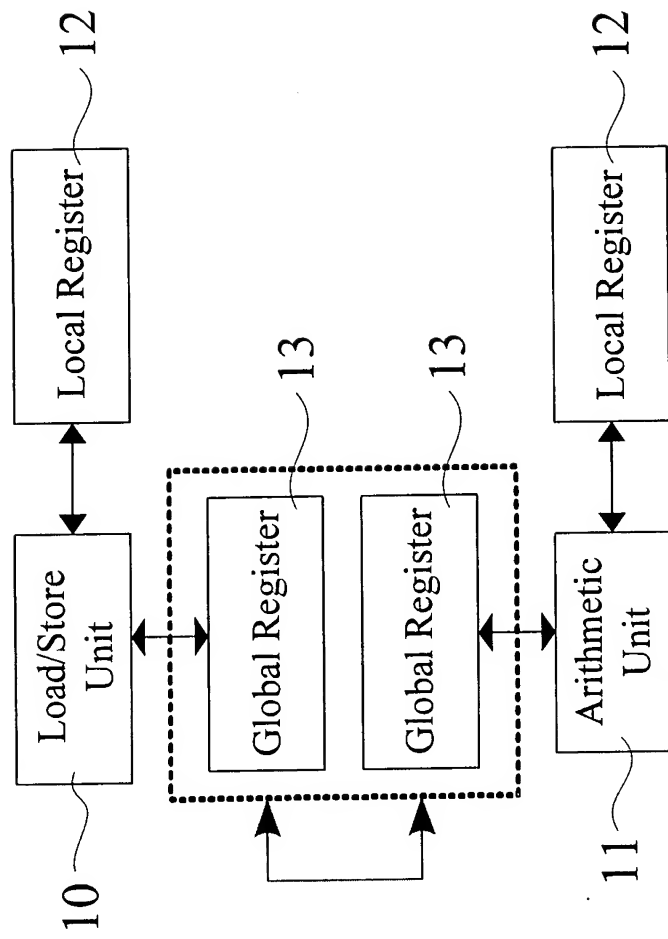 10
Load/Store
Unit
Local Register
12
Global Register
13
Global Register
13
11
Arithmetic
Unit
Local Register
12